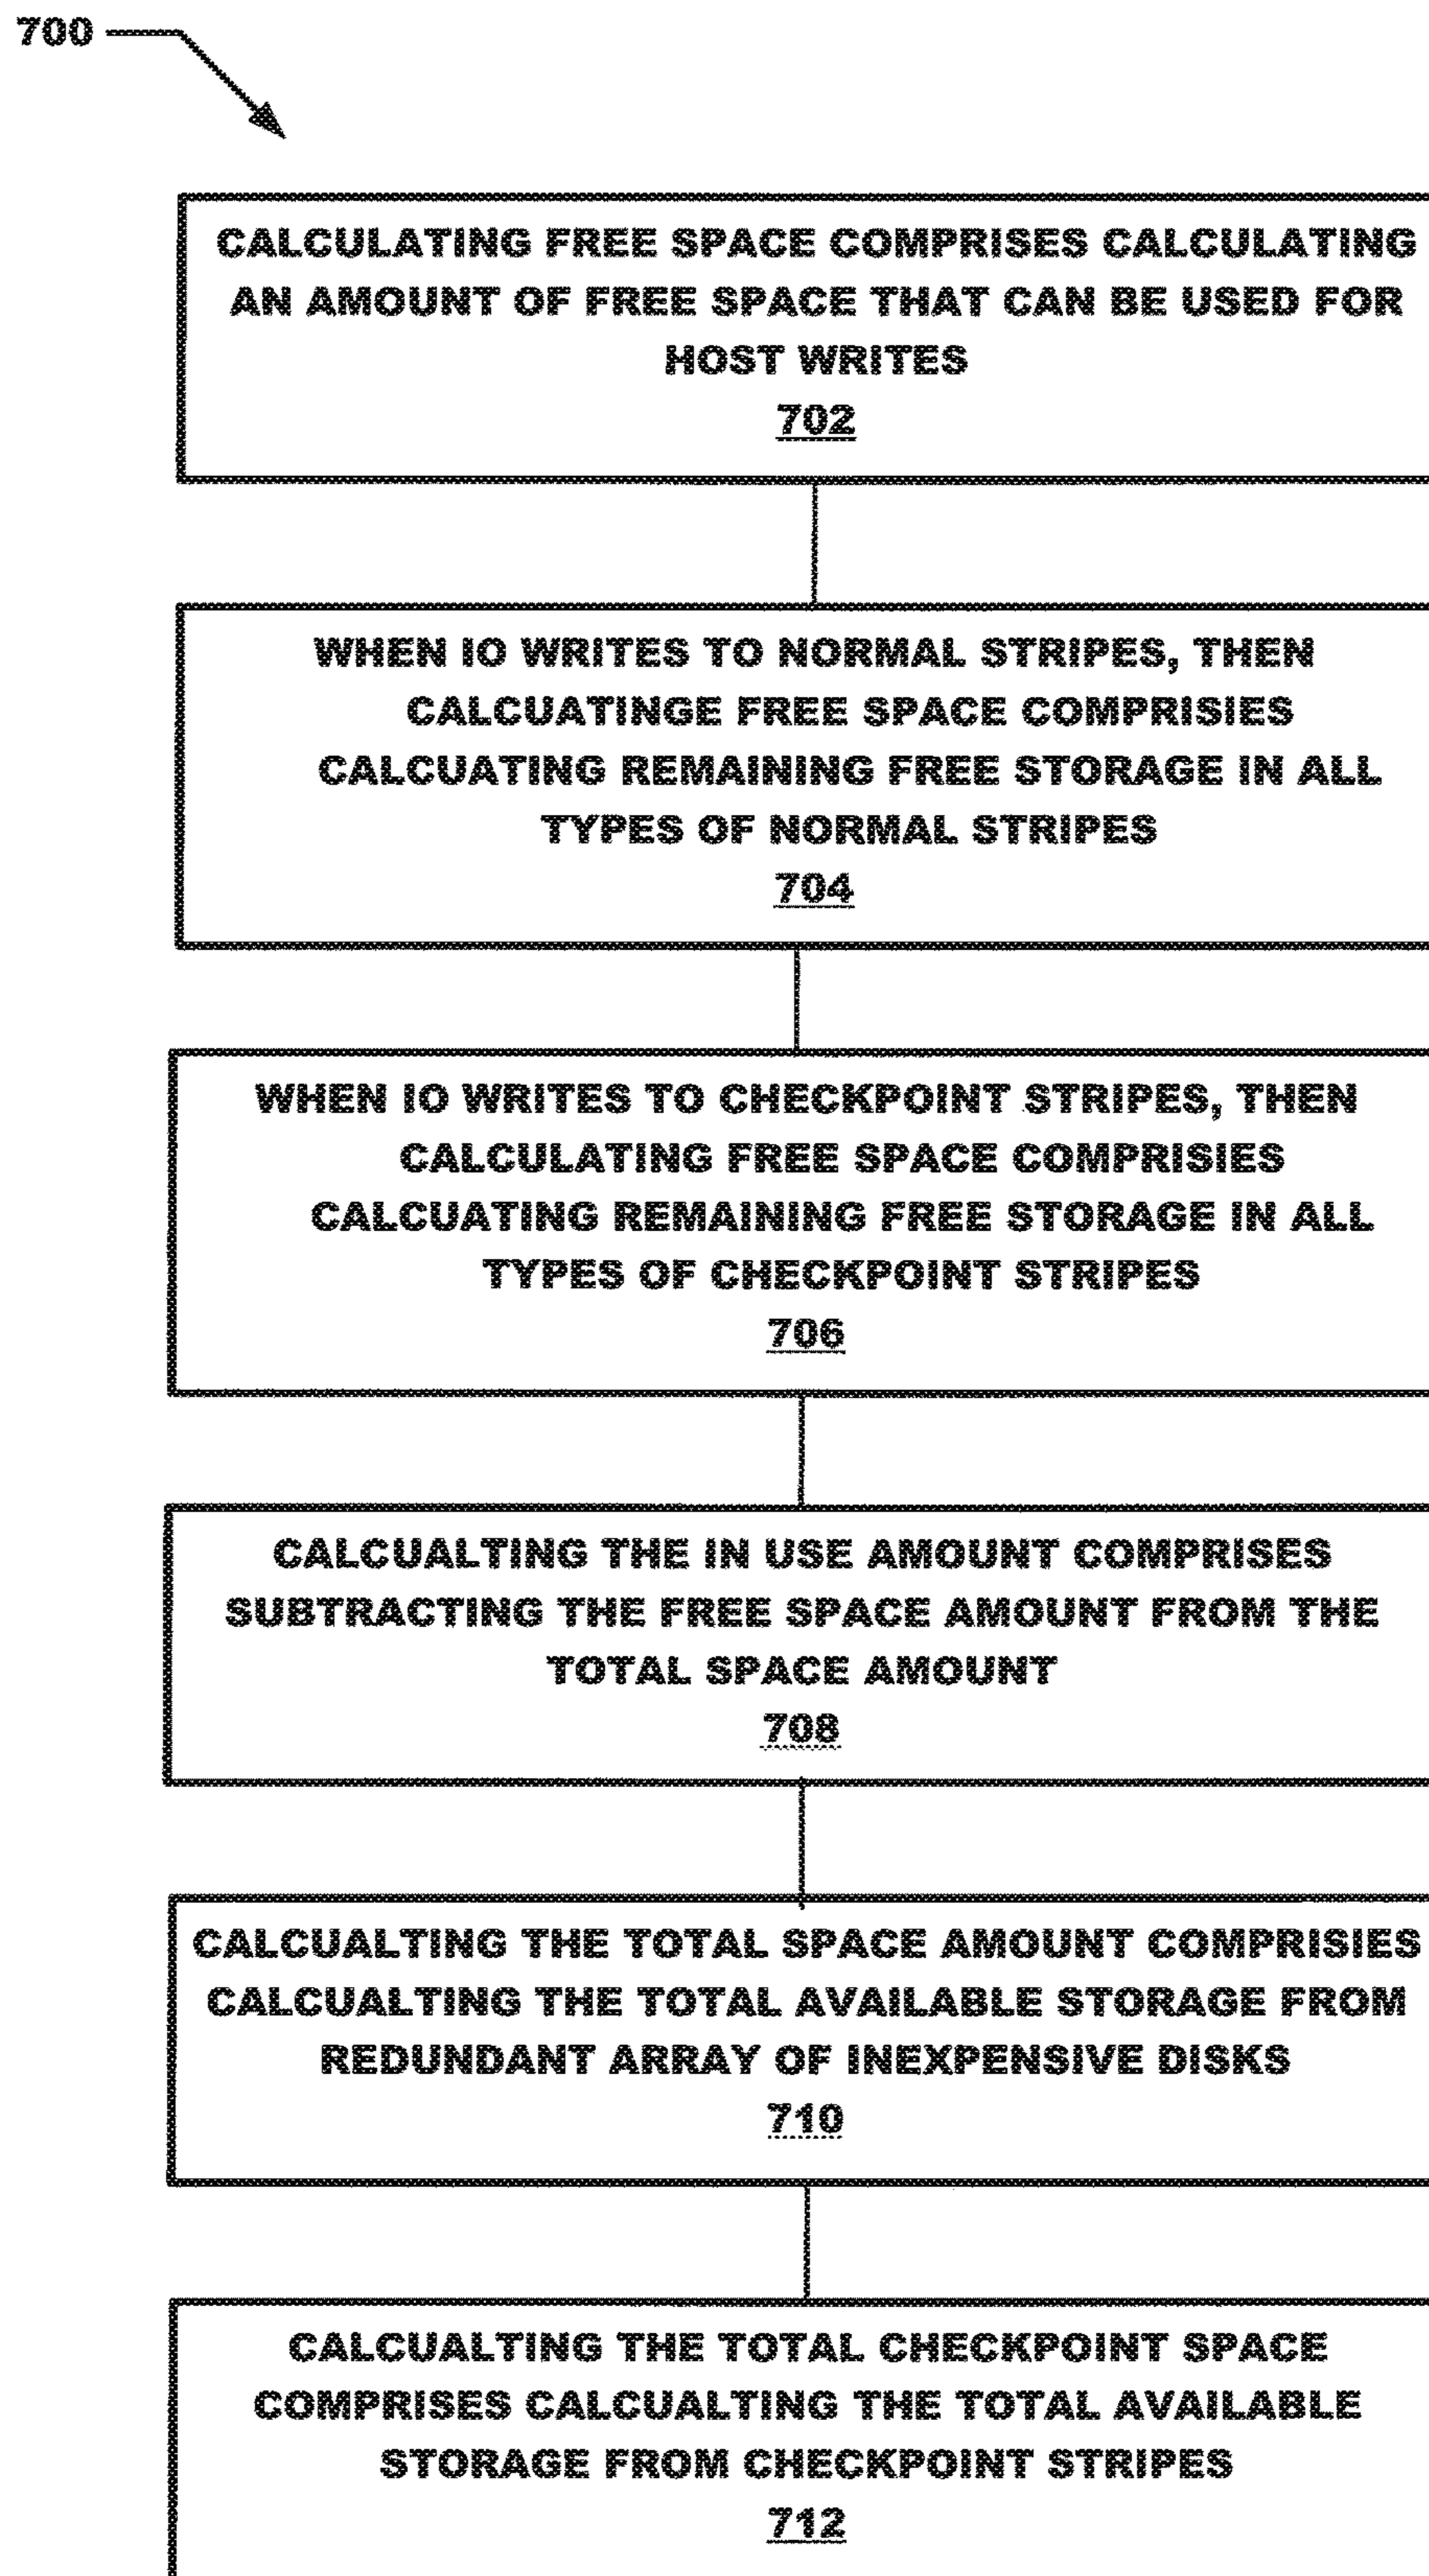 700
CALCULATING FREE SPACE COMPRISES CALCULATING
AN AMOUNT OF FREE SPACE THAT CAN BE USED FOR
HOST WRITES
702
WHEN IO WRITES TO NORMAL STRIPES, THEN
CALCUATINGE FREE SPACE COMPRISIES
CALCUATING REMAINING FREE STORAGE IN ALL
TYPES OF NORMAL STRIPES
704
WHEN IO WRITES TO CHECKPOINT STRIPES, THEN
CALCULATING FREE SPACE COMPRISIES
CALCUATING REMAINING FREE STORAGE IN ALL
TYPES OF CHECKPOINT STRIPES
706
CALCUALTING THE IN USE AMOUNT COMPRISES
SUBTRACTING THE FREE SPACE AMOUNT FROM THE
TOTAL SPACE AMOUNT
708
CALCUALTING THE TOTAL SPACE AMOUNT COMPRISIES
CALCUALTING THE TOTAL AVAILABLE STORAGE FROM
REDUNDANT ARRAY OF INEXPENSIVE DISKS
710
CALCUALTING THE TOTAL CHECKPOINT SPACE
COMPRISES CALCUALTING THE TOTAL AVAILABLE
STORAGE FROM CHECKPOINT STRIPES
712